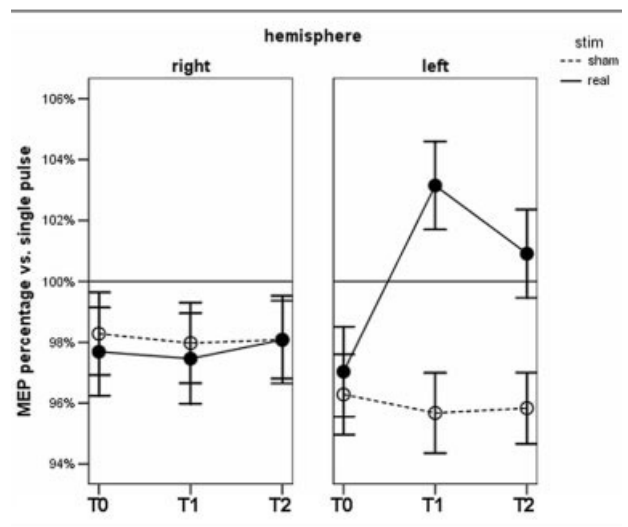 hemisphere
right
left
stim
sham
real
MEP percentage vs. single pulse
106%
104%
102%
100%
98%
96%
94%
T0 T1 T2
T0 T1 T2